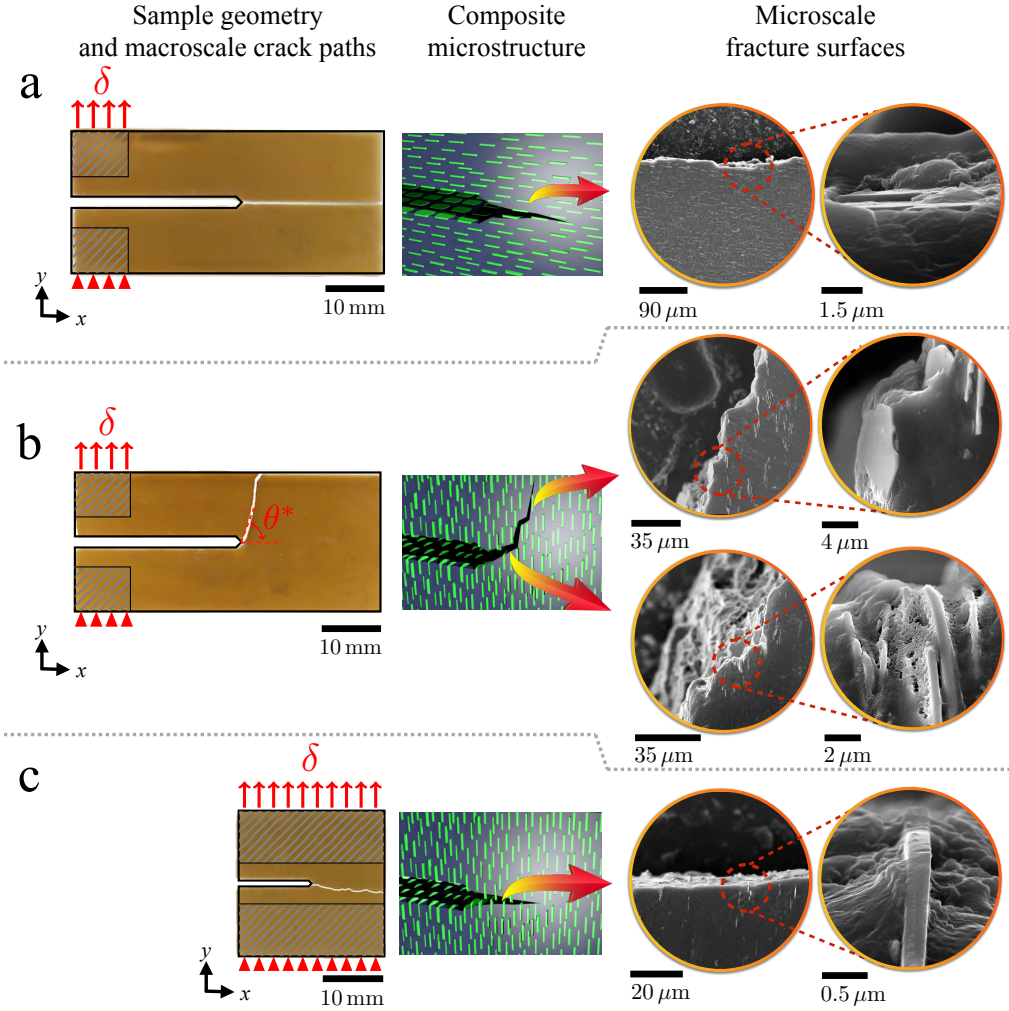 Sample geometry
and macroscale crack paths
Composite
microstructure
Microscale
fracture surfaces
a
δ
y
x
10 mm
90 μm
1.5 μm
b
δ
θ*
y
x
10 mm
35 μm
4 μm
35 μm
2 μm
c
δ
y
x
10 mm
20 μm
0.5 μm